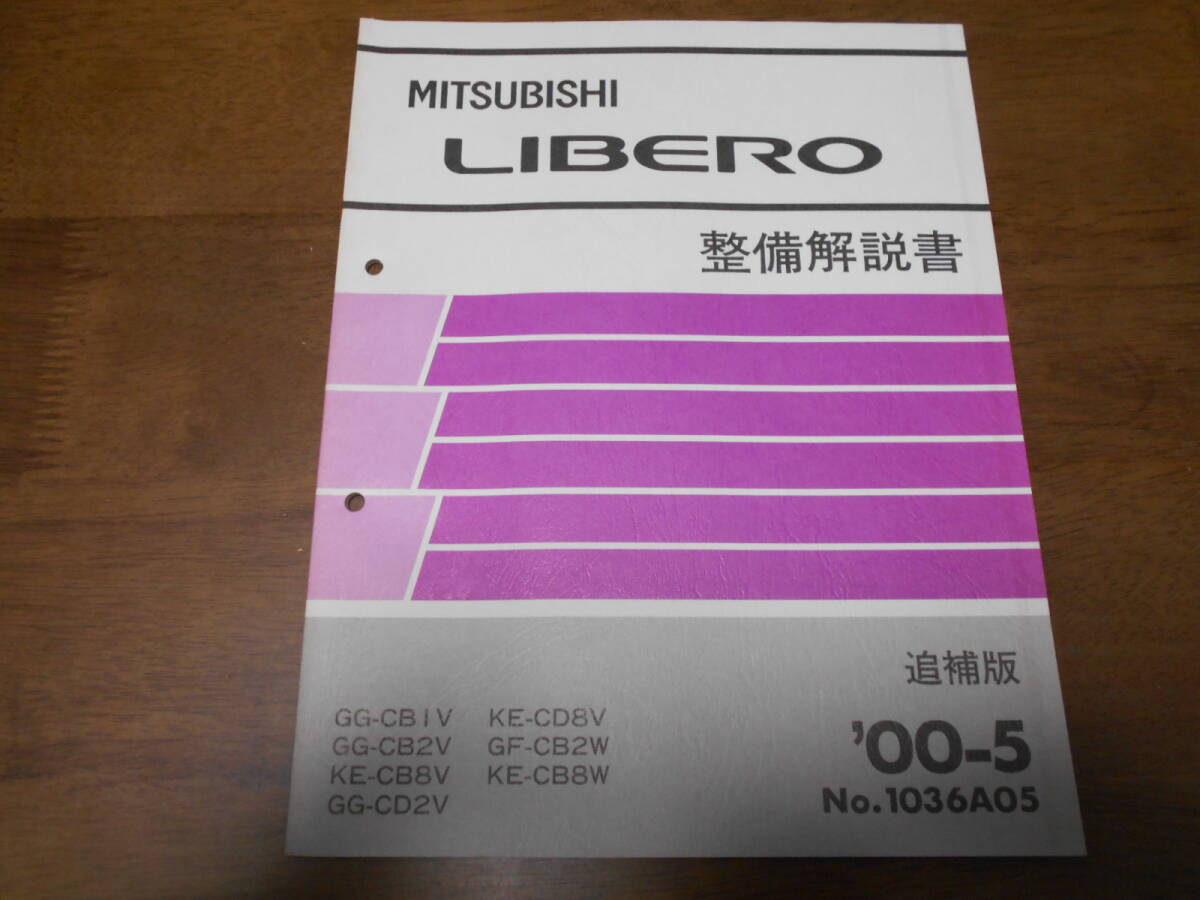 MITSUBISHI
LIBERO
整備解説書
追補版
GG-CB1V KE-CD8V
GG-CB2V GF-CB2W
KE-CB8V KE-CB8W
GG-CD2V
'00-5
No.1036A05